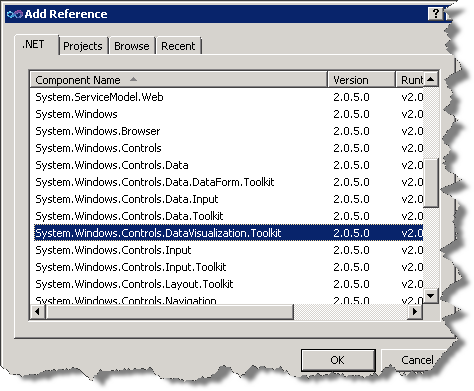 Add Reference ?
.NET Projects Browse Recent
Component Name Version Runt
System.ServiceModel.Web 2.0.5.0 v2.0
System.Windows 2.0.5.0 v2.0
System.Windows.Browser 2.0.5.0 v2.0
System.Windows.Controls 2.0.5.0 v2.0
System.Windows.Controls.Data 2.0.5.0 v2.0
System.Windows.Controls.Data.DataForm.Toolkit 2.0.5.0 v2.0
System.Windows.Controls.Data.Input 2.0.5.0 v2.0
System.Windows.Controls.Data.Toolkit 2.0.5.0 v2.0
System.Windows.Controls.DataVisualization.Toolkit 2.0.5.0 v2.0
System.Windows.Controls.Input 2.0.5.0 v2.0
System.Windows.Controls.Input.Toolkit 2.0.5.0 v2.0
System.Windows.Controls.Layout.Toolkit 2.0.5.0 v2.0
System.Windows.Controls.Navigation 2.0.5.0 v2.0
OK Cancel